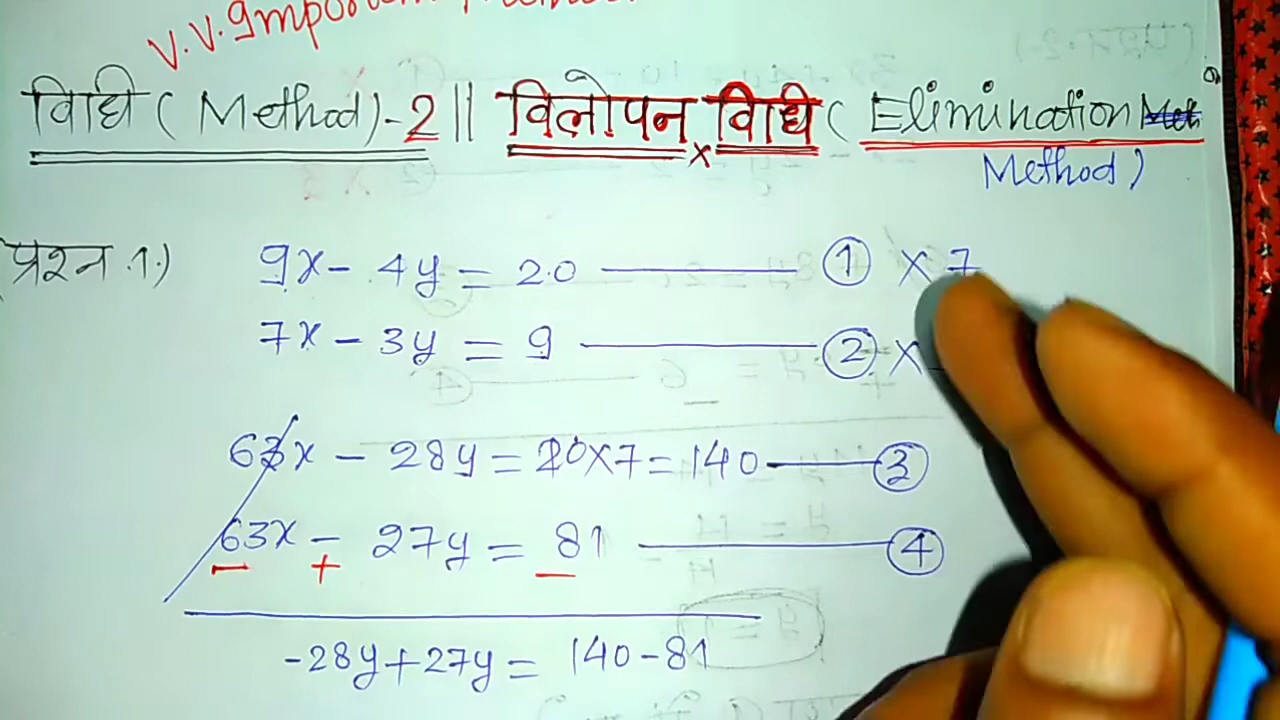 V.V. Important Method
विधि ( Method ) - 2 || विलोपन विधि ( Elimination
Method )
प्रश्न .1.) 9x - 4y = 20 ① × 7
7x - 3y = 9 ② ×
63x - 28y = 20×7 = 140 ③
63x - 27y = 81 ④
- + -
-28y + 27y = 140 - 81